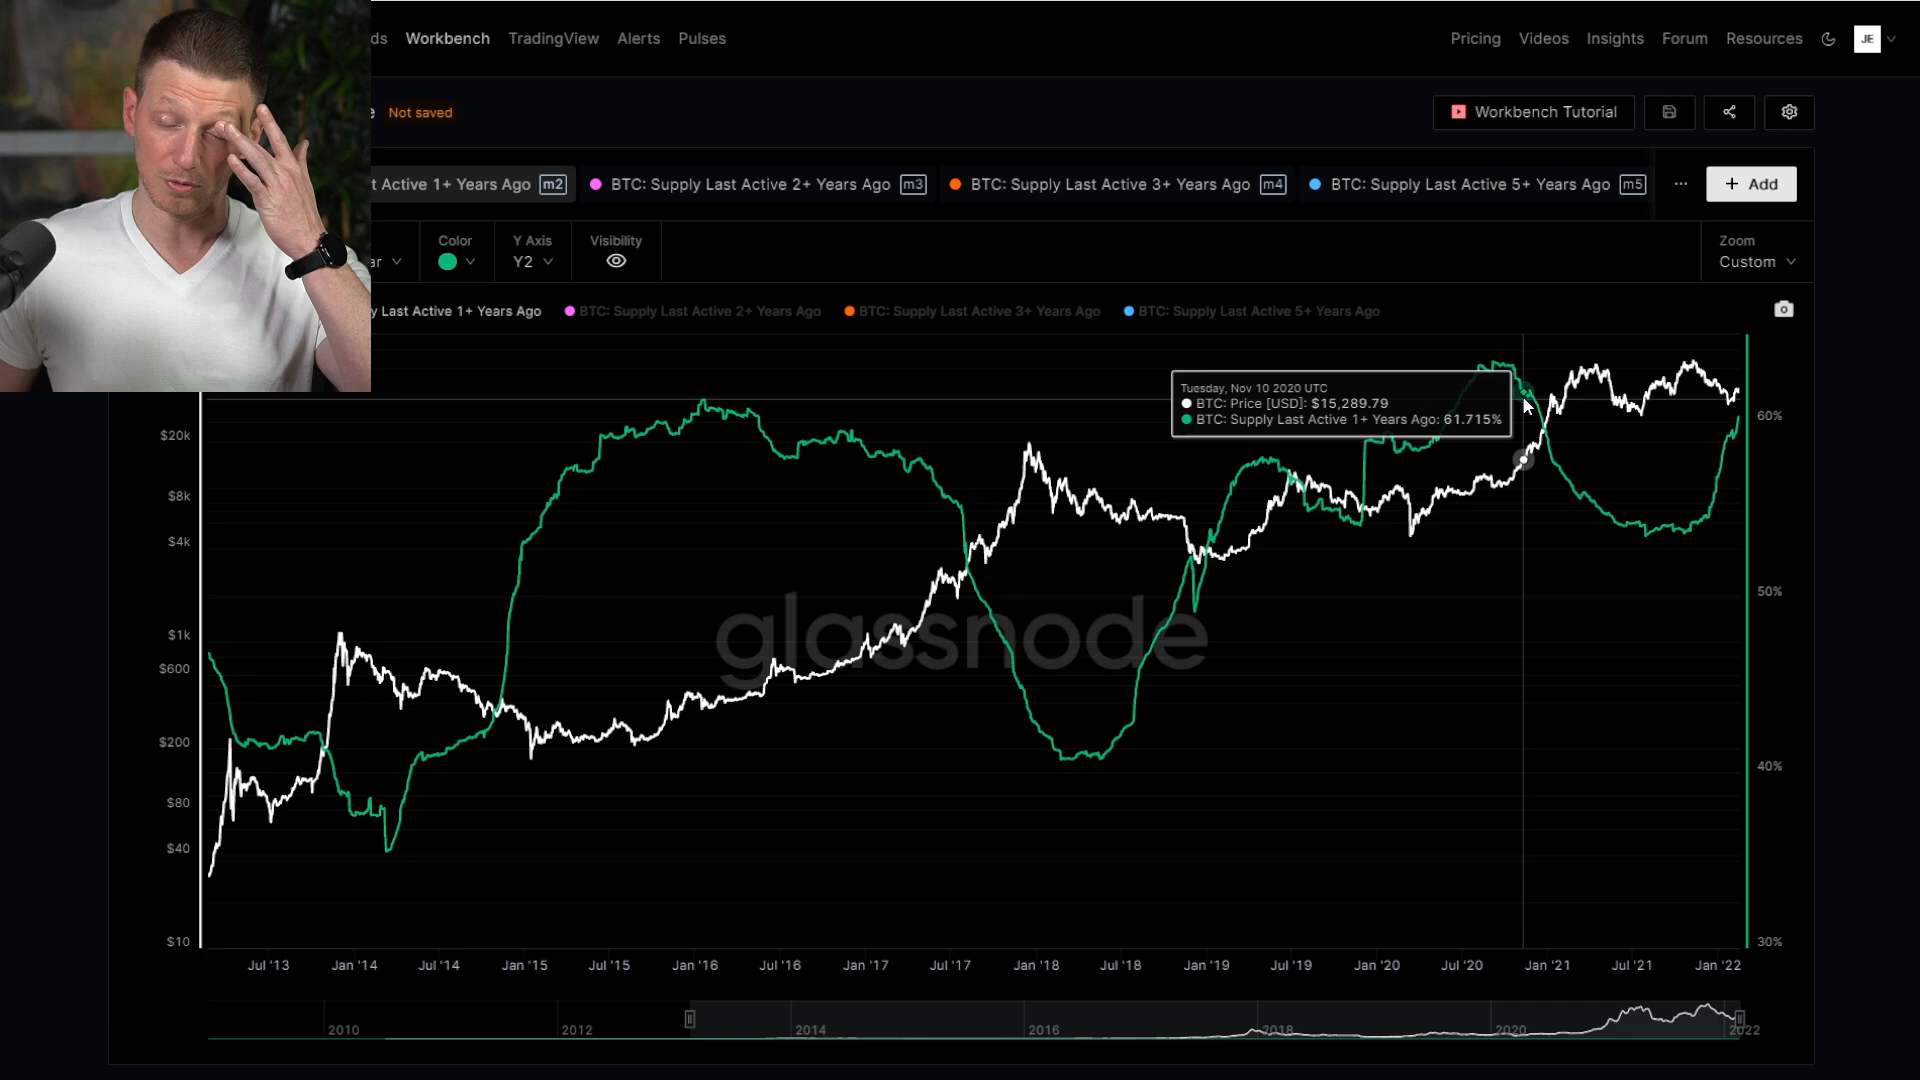 ds Workbench TradingView Alerts Pulses Pricing Videos Insights Forum Resources JE
e Not saved Workbench Tutorial
t Active 1+ Years Ago m2 BTC: Supply Last Active 2+ Years Ago m3 BTC: Supply Last Active 3+ Years Ago m4 BTC: Supply Last Active 5+ Years Ago m5 ... + Add
Color Y Axis Visibility Zoom
ar Y2 Custom
y Last Active 1+ Years Ago BTC: Supply Last Active 2+ Years Ago BTC: Supply Last Active 3+ Years Ago BTC: Supply Last Active 5+ Years Ago
Tuesday, Nov 10 2020 UTC
BTC: Price [USD]: $15,289.79
BTC: Supply Last Active 1+ Years Ago: 61.715%
60%
$20k
$8k
$4k
50%
glassnode
$1k
$600
$200
40%
$80
$40
$10 30%
Jul '13 Jan '14 Jul '14 Jan '15 Jul '15 Jan '16 Jul '16 Jan '17 Jul '17 Jan '18 Jul '18 Jan '19 Jul '19 Jan '20 Jul '20 Jan '21 Jul '21 Jan '22
2010 2012 2014 2016 2018 2020 2022